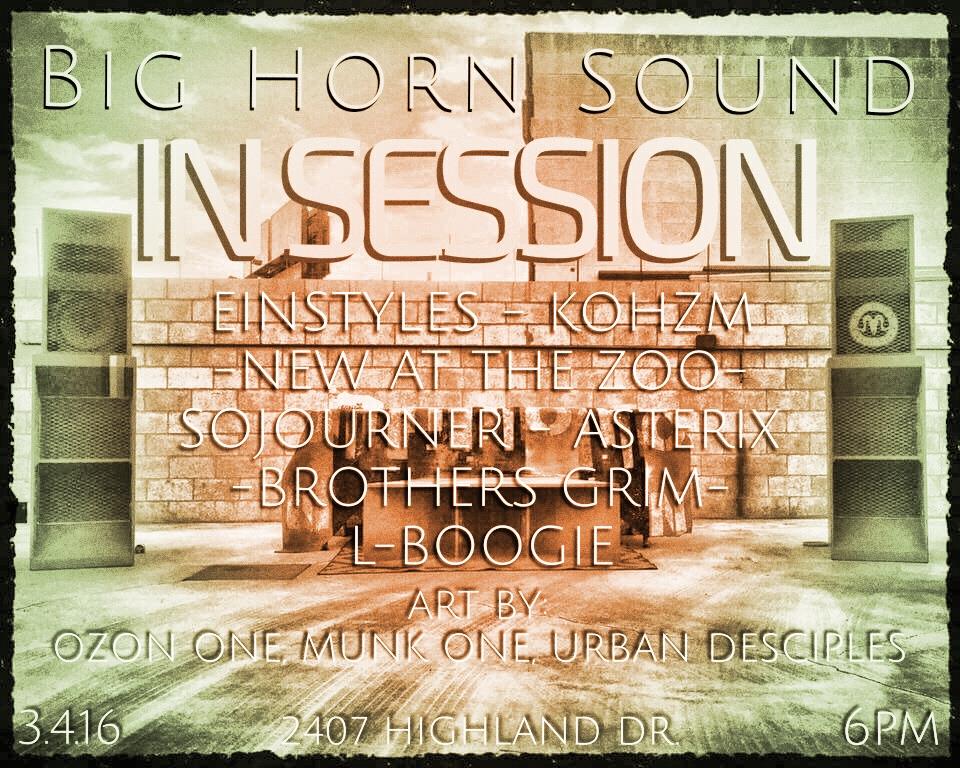 BIG HORN SOUND
IN SESSION
EINSTYLES - KOHZM
-NEW AT THE ZOO-
SOJOURNER - ASTERIX
-BROTHERS GRIM-
L-BOOGIE
ART BY:
OZON ONE, MUNK ONE, URBAN DESCIPLES
3.4.16 2407 HIGHLAND DR. 6PM